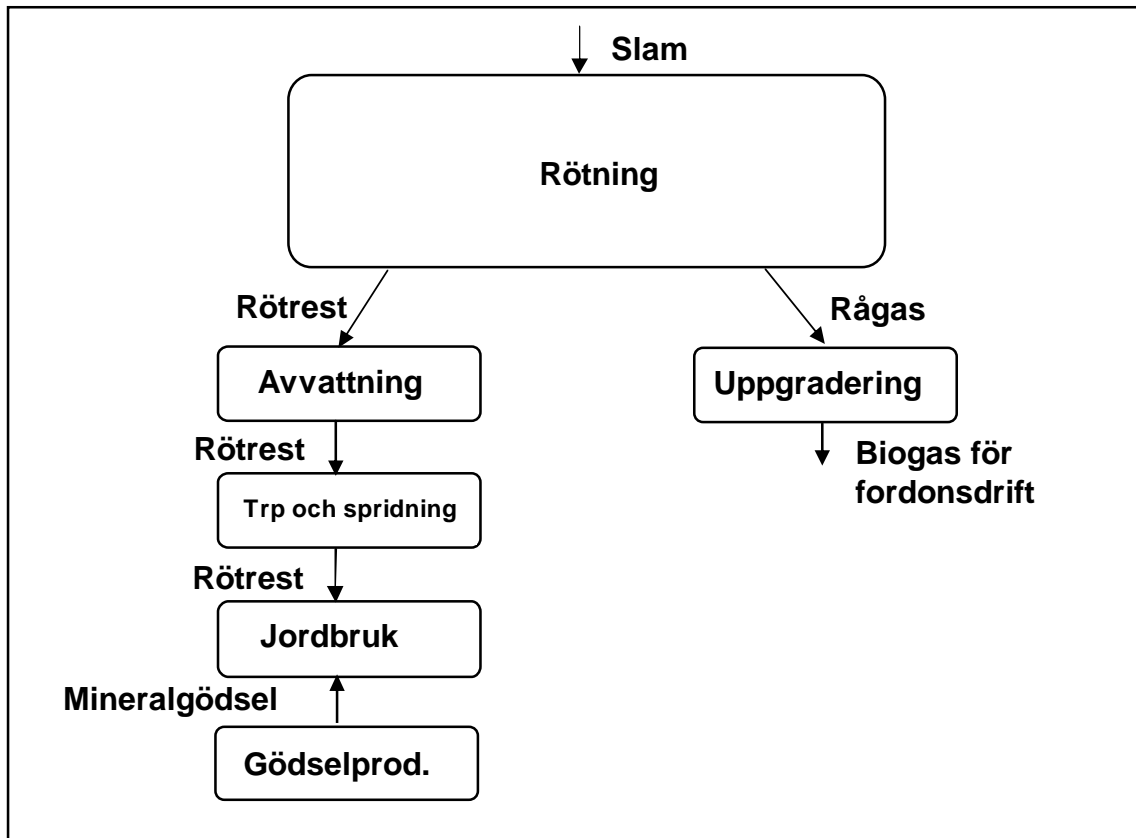 Slam
Rötning
Rötrest
Rågas
Avvattning
Uppgradering
Rötrest
Biogas för
fordonsdrift
Trp och spridning
Rötrest
Jordbruk
Mineralgödsel
Gödselprod.